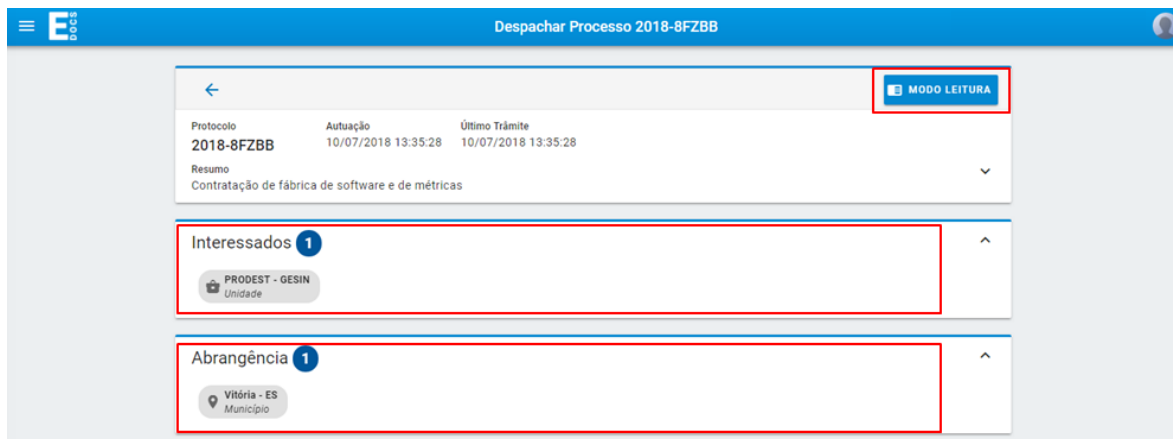 E DOCS
Despachar Processo 2018-8FZBB
MODO LEITURA
Protocolo Autuação Último Trâmite
2018-8FZBB 10/07/2018 13:35:28 10/07/2018 13:35:28
Resumo
Contratação de fábrica de software e de métricas
Interessados 1
PRODEST - GESIN
Unidade
Abrangência 1
Vitória - ES
Município